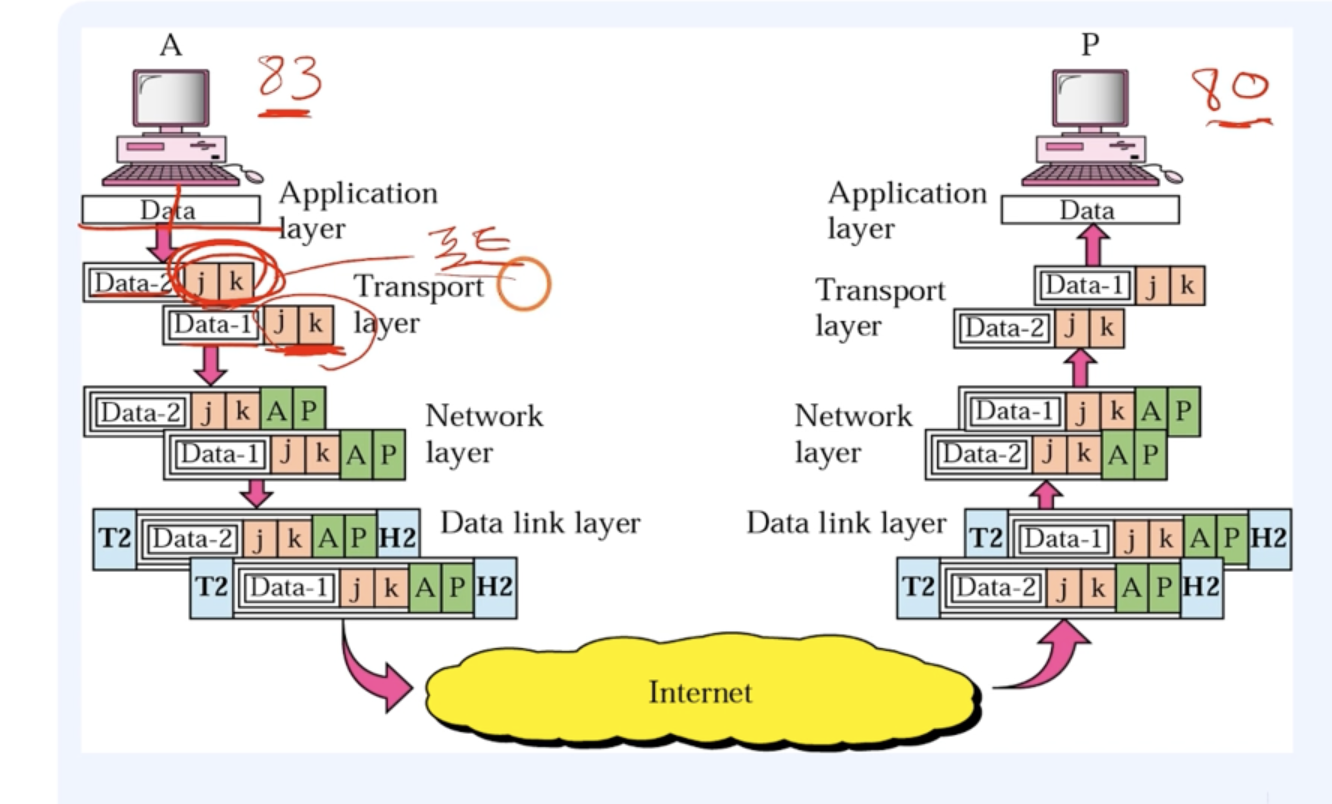 A
83
P
80
Data
Application
layer
Application
layer
Data
포트
Data-2 j k
Transport
layer
Data-1 j k
Data-1 j k
Transport
layer
Data-2 j k
Data-2 j k A P
Network
layer
Data-1 j k A P
Data-1 j k A P
Network
layer
Data-2 j k A P
T2 Data-2 j k A P H2
Data link layer
T2 Data-1 j k A P H2
Data link layer
T2 Data-1 j k A P H2
T2 Data-2 j k A P H2
Internet